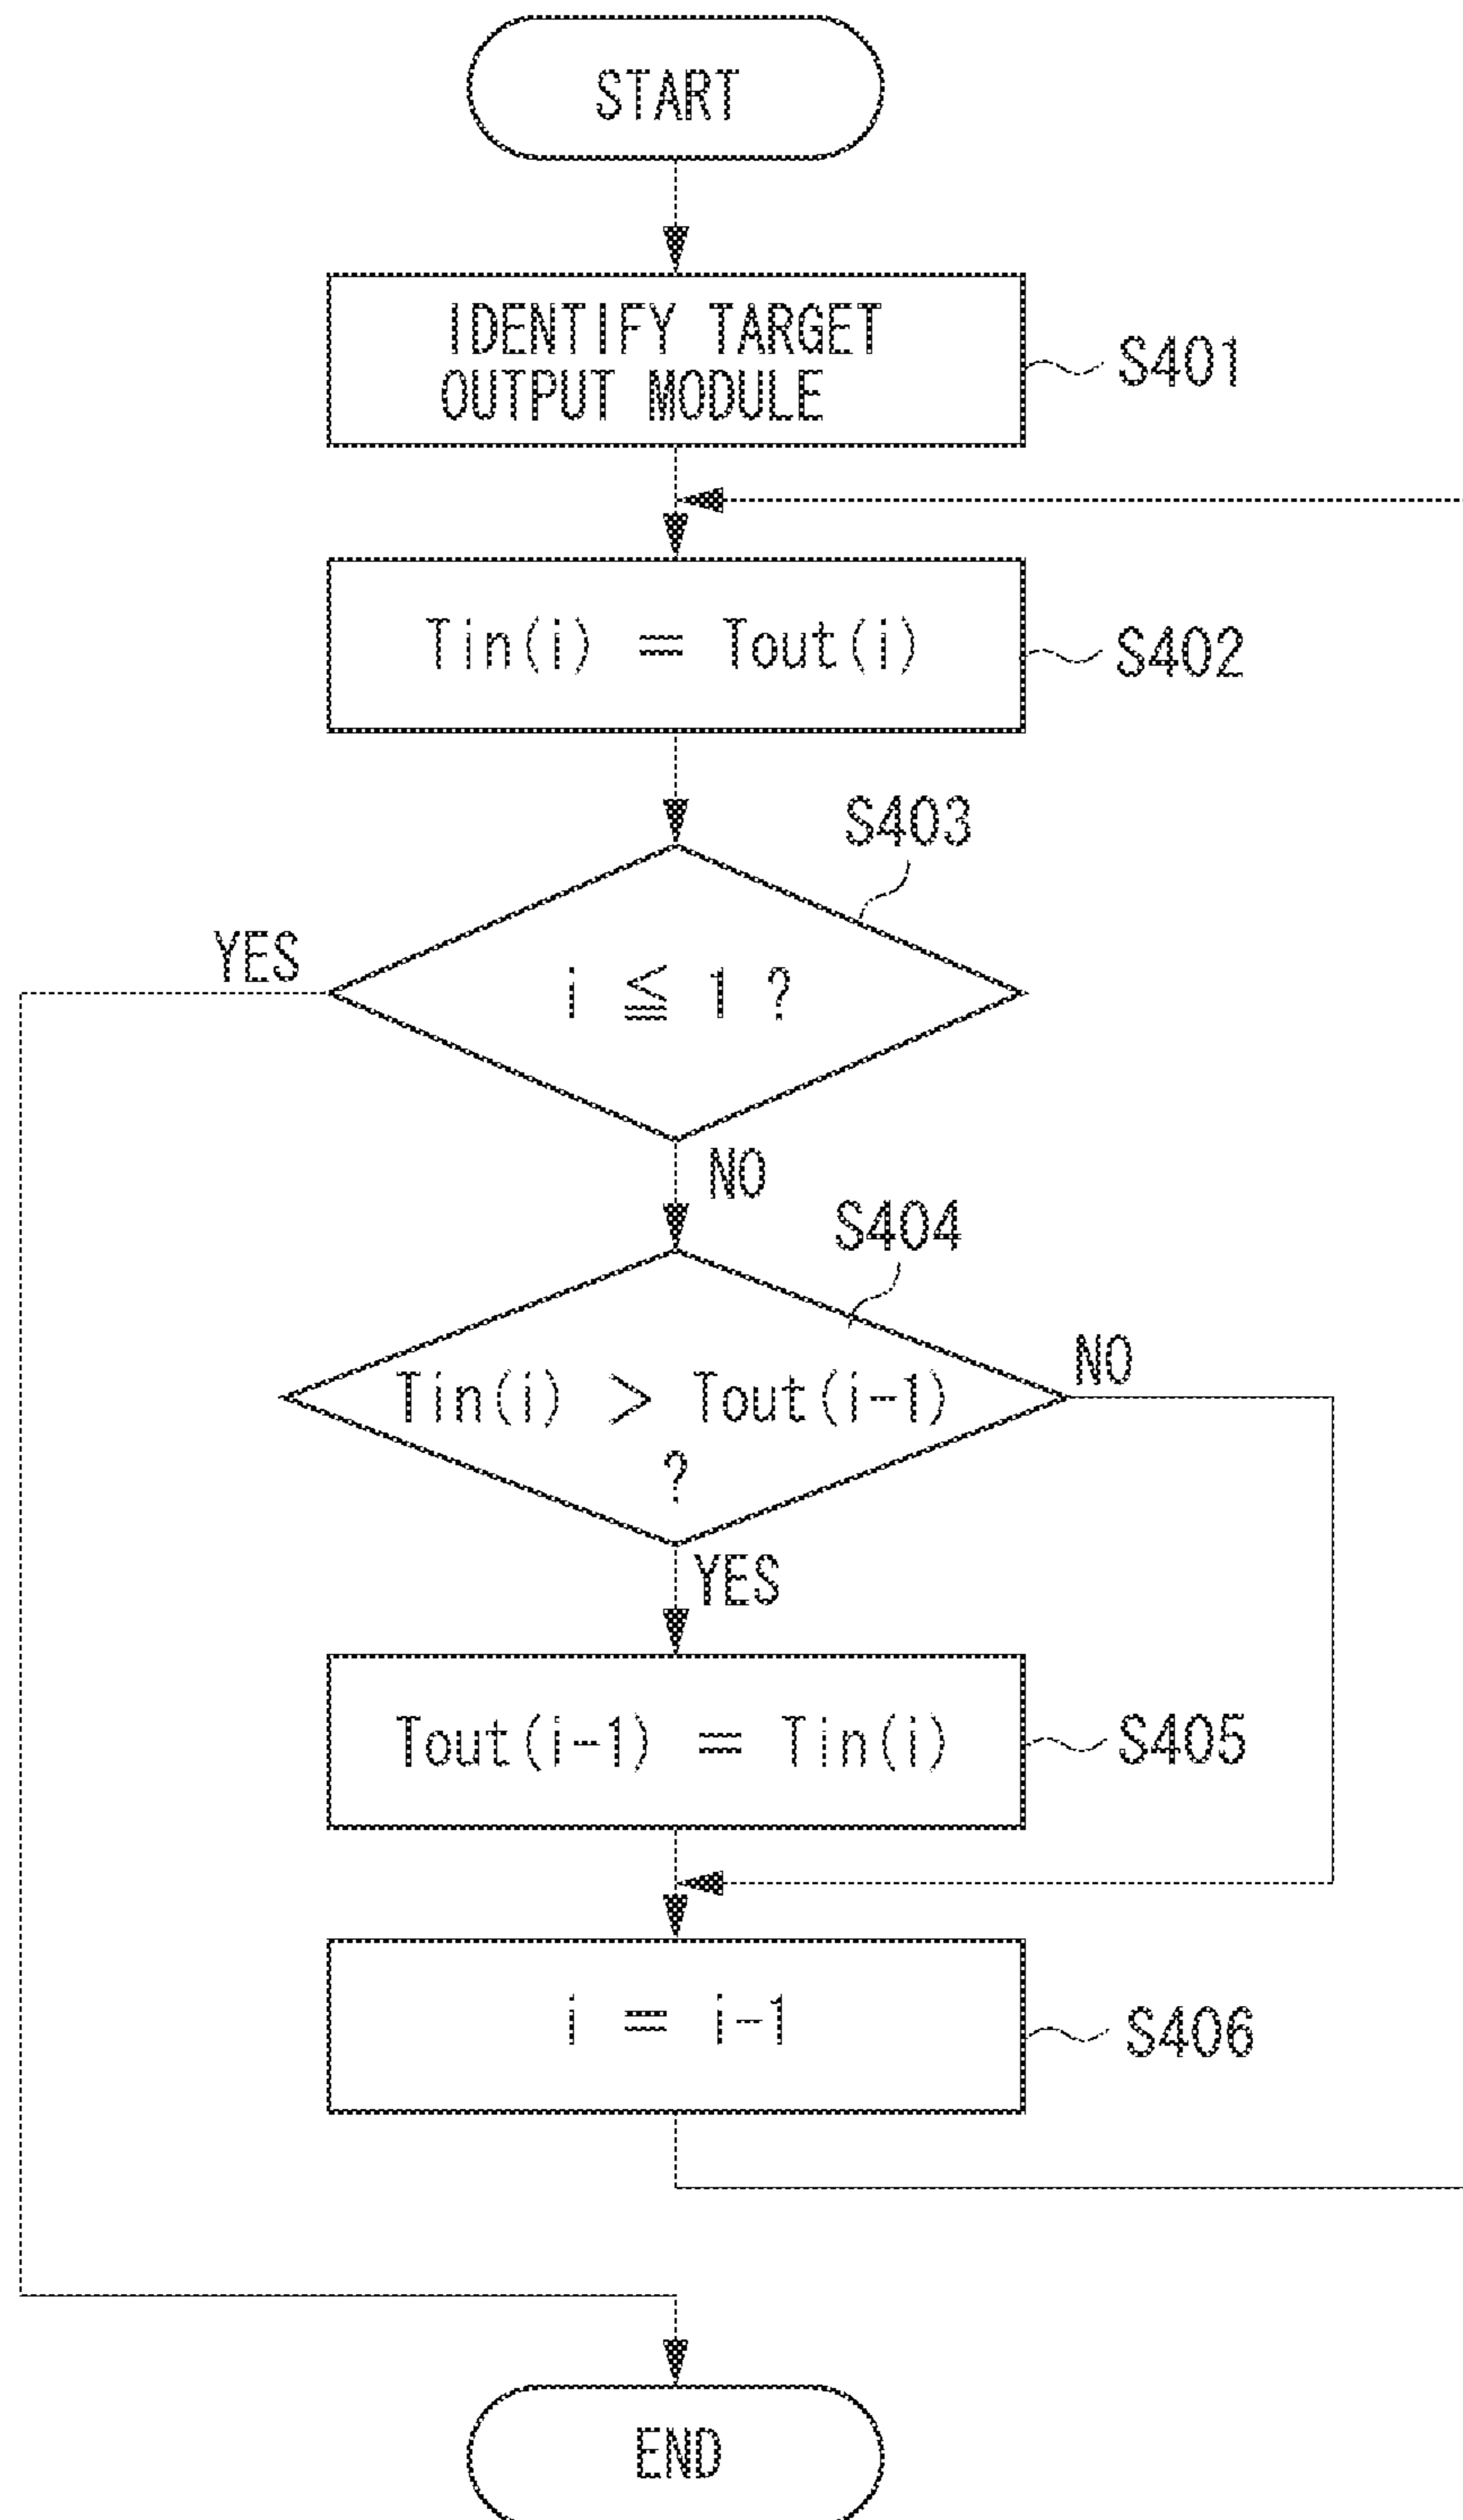 START
IDENTIFY TARGET
OUTPUT MODULE
S401
Tin(i) = Tout(i)
S402
S403
YES
i ≦ 1 ?
NO
S404
NO
Tin(i) > Tout(i-1)
?
YES
Tout(i-1) = Tin(i)
S405
i = i-1
S406
END